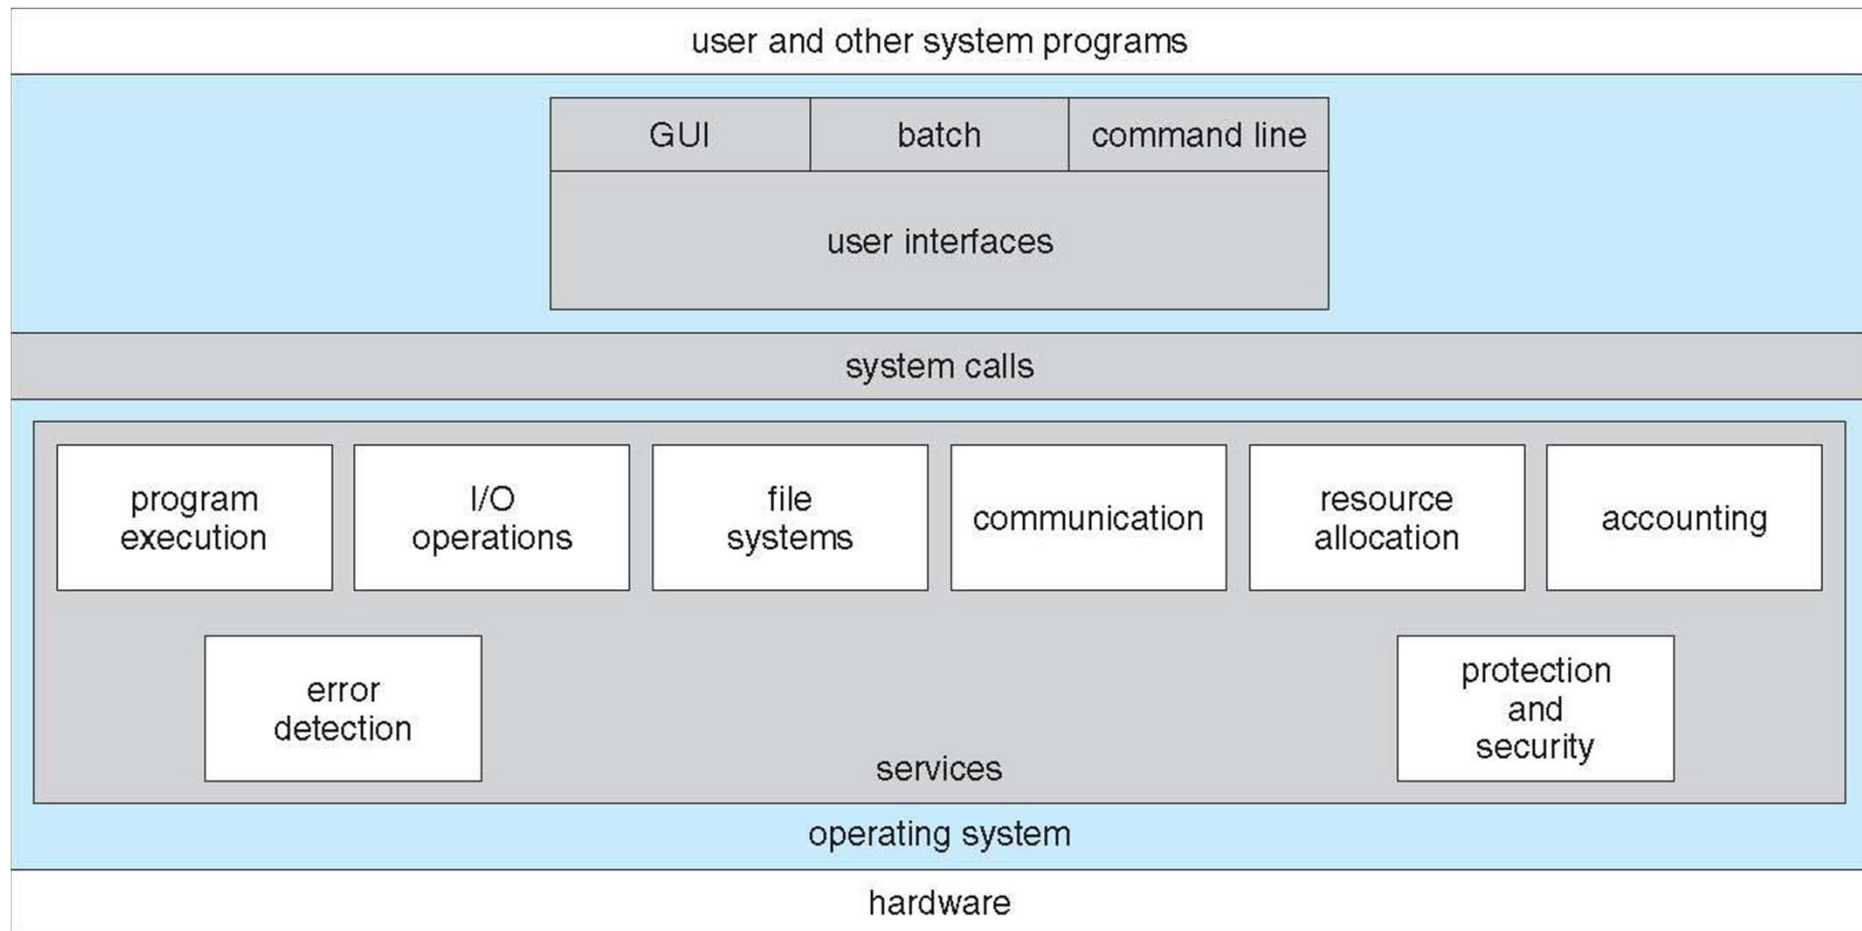 user and other system programs
GUI
batch
command line
user interfaces
system calls
program
execution
I/O
operations
file
systems
communication
resource
allocation
accounting
error
detection
protection
and
security
services
operating system
hardware